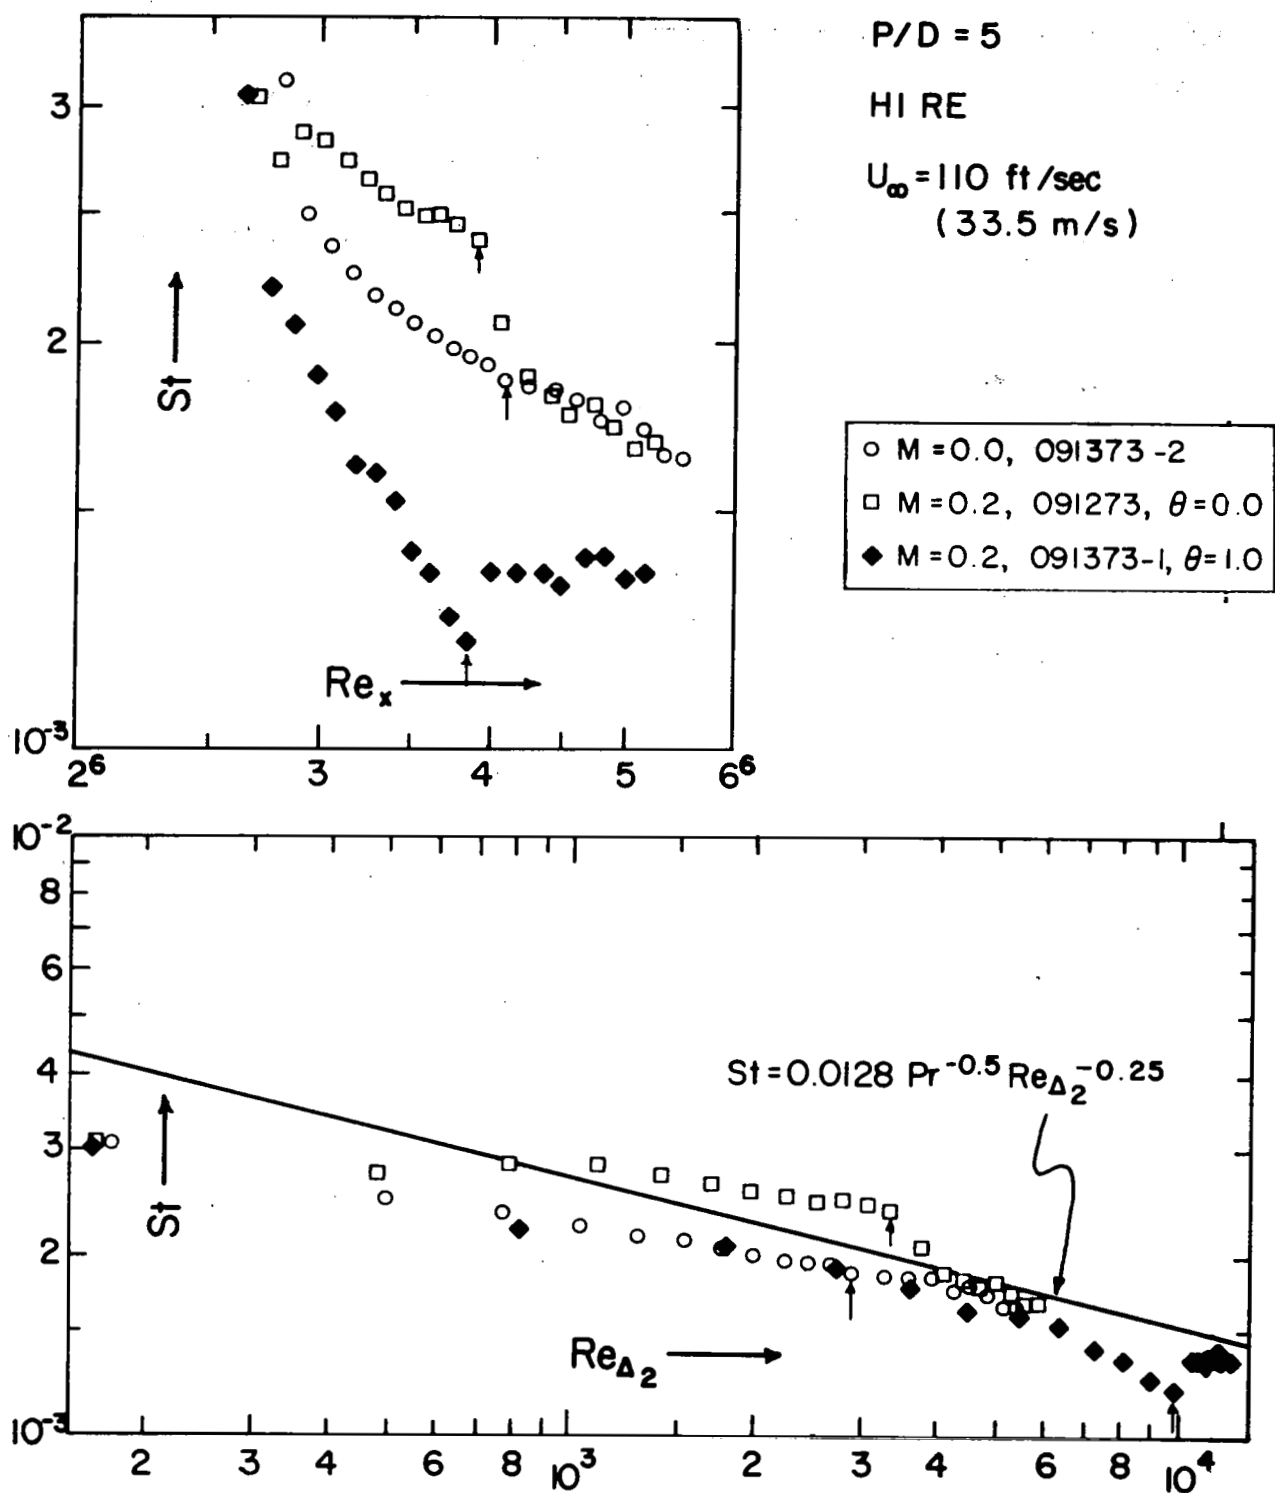 P/D = 5
HI RE
U∞ = 110 ft/sec
(33.5 m/s)
3
2
10⁻³
St
Reₓ
2⁶ 3 4 5 6⁶
○ M = 0.0, 091373-2
□ M = 0.2, 091273, θ = 0.0
◆ M = 0.2, 091373-1, θ = 1.0
10⁻²
8
6
4
3
2
10⁻³
St
St = 0.0128 Pr⁻⁰·⁵ Re_Δ₂⁻⁰·²⁵
Re_Δ₂
2 3 4 6 8 10³ 2 3 4 6 8 10⁴